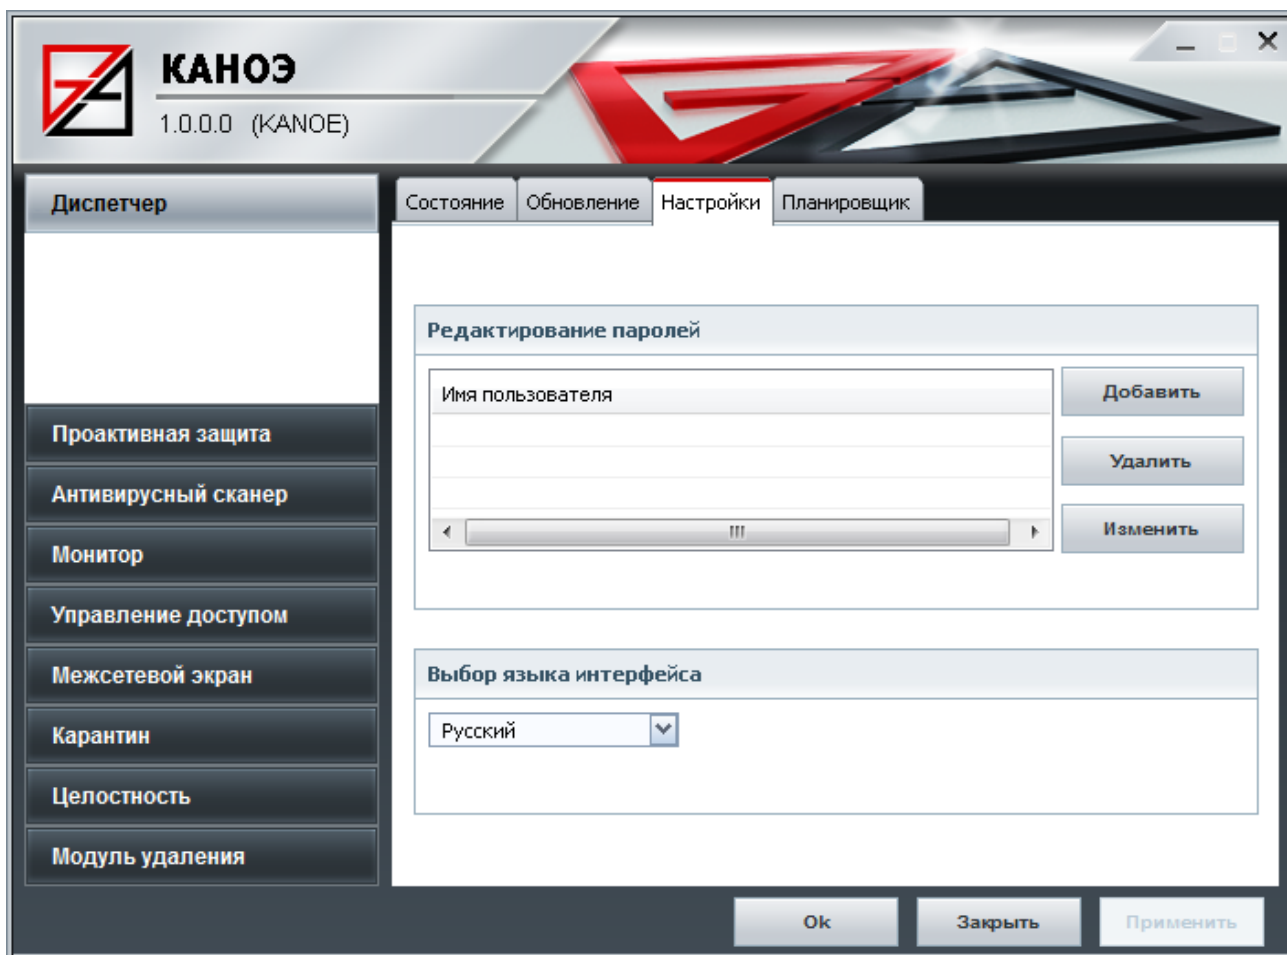 КАНОЭ
1.0.0.0 (KANOE)
Диспетчер
Проактивная защита
Антивирусный сканер
Монитор
Управление доступом
Межсетевой экран
Карантин
Целостность
Модуль удаления
Состояние
Обновление
Настройки
Планировщик
Редактирование паролей
Имя пользователя
Добавить
Удалить
Изменить
Выбор языка интерфейса
Русский
Ok
Закрыть
Применить